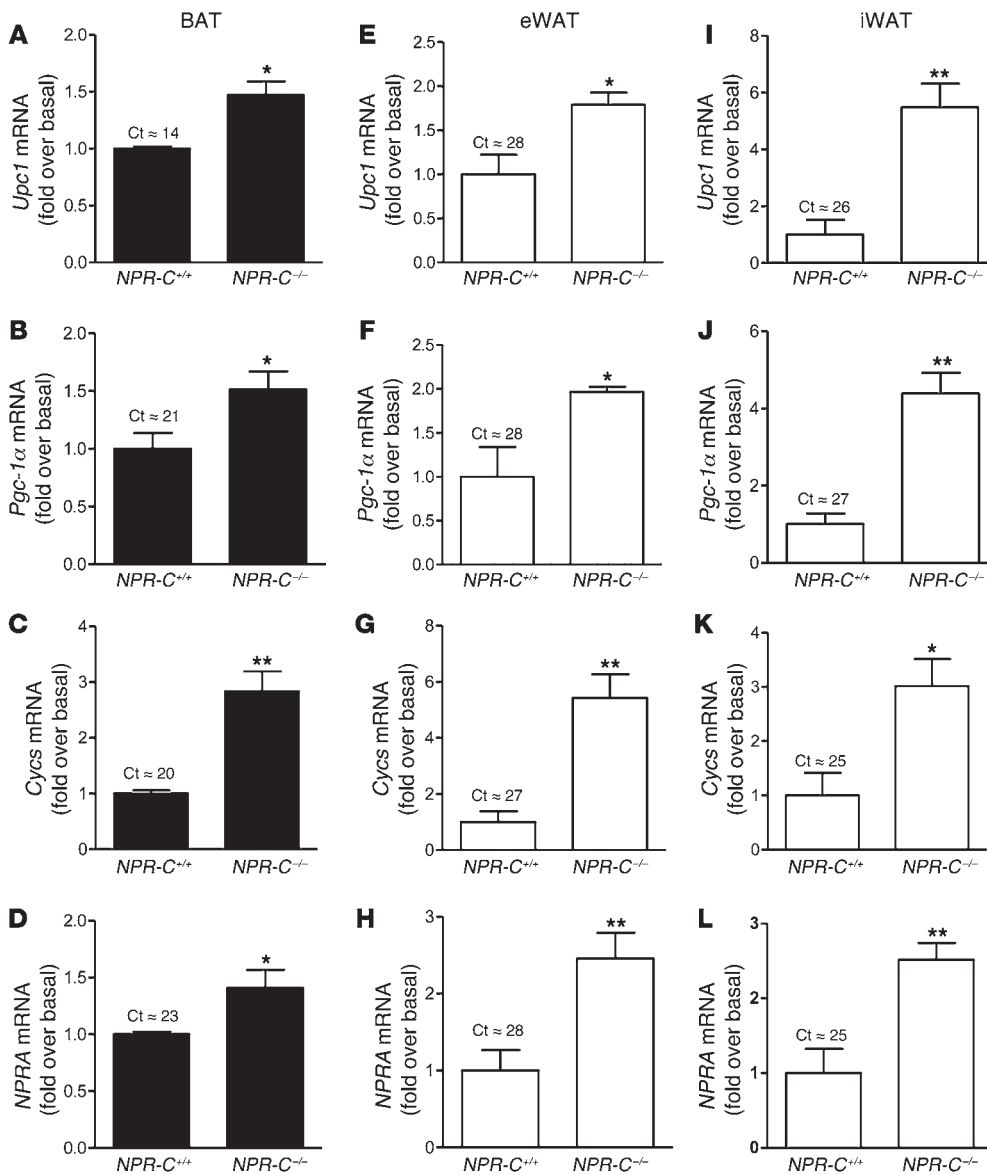 BAT
eWAT
iWAT
A
Upc1 mRNA
(fold over basal)
2.0
1.5
1.0
0.5
0.0
Ct ≈ 14
*
NPR-C+/+
NPR-C−/−
E
Upc1 mRNA
(fold over basal)
2.5
2.0
1.5
1.0
0.5
0.0
Ct ≈ 28
*
NPR-C+/+
NPR-C−/−
I
Upc1 mRNA
(fold over basal)
8
6
4
2
0
Ct ≈ 26
**
NPR-C+/+
NPR-C−/−
B
Pgc-1α mRNA
(fold over basal)
2.0
1.5
1.0
0.5
0.0
Ct ≈ 21
*
NPR-C+/+
NPR-C−/−
F
Pgc-1α mRNA
(fold over basal)
2.5
2.0
1.5
1.0
0.5
0.0
Ct ≈ 28
*
NPR-C+/+
NPR-C−/−
J
Pgc-1α mRNA
(fold over basal)
6
4
2
0
Ct ≈ 27
**
NPR-C+/+
NPR-C−/−
C
Cycs mRNA
(fold over basal)
4
3
2
1
0
Ct ≈ 20
**
NPR-C+/+
NPR-C−/−
G
Cycs mRNA
(fold over basal)
8
6
4
2
0
Ct ≈ 27
**
NPR-C+/+
NPR-C−/−
K
Cycs mRNA
(fold over basal)
4
3
2
1
0
Ct ≈ 25
*
NPR-C+/+
NPR-C−/−
D
NPRA mRNA
(fold over basal)
2.0
1.5
1.0
0.5
0.0
Ct ≈ 23
*
NPR-C+/+
NPR-C−/−
H
NPRA mRNA
(fold over basal)
3
2
1
0
Ct ≈ 28
**
NPR-C+/+
NPR-C−/−
L
NPRA mRNA
(fold over basal)
3
2
1
0
Ct ≈ 25
**
NPR-C+/+
NPR-C−/−